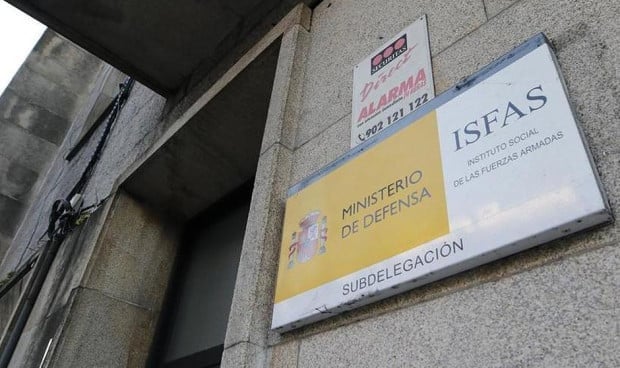 SECURITAS
Direct
ALARMA
902 121 122
MINISTERIO
DE DEFENSA
ISFAS
INSTITUTO SOCIAL
DE LAS FUERZAS ARMADAS
SUBDELEGACIÓN